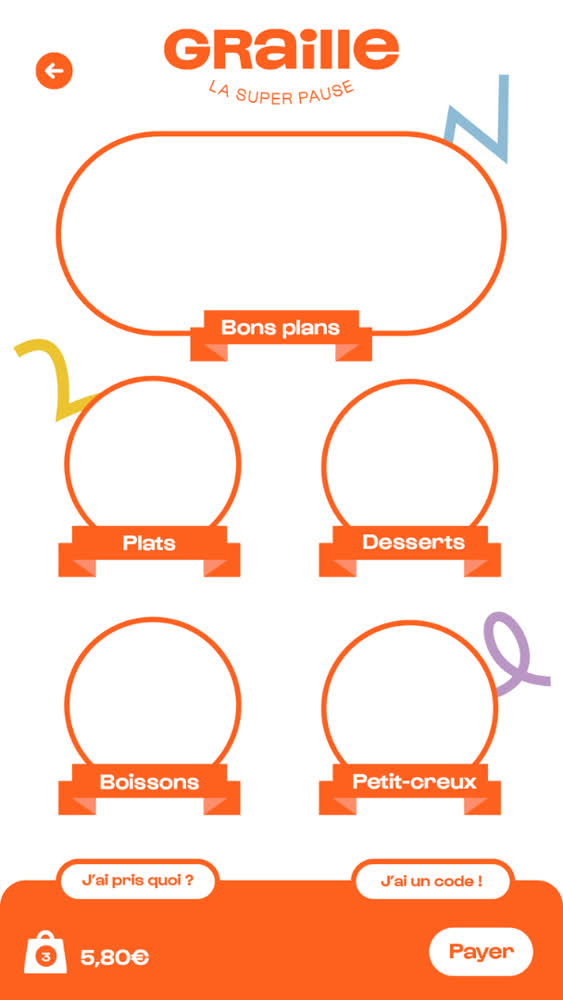 GRaille
LA SUPER PAUSE
Bons plans
Plats
Desserts
Boissons
Petit-creux
J'ai pris quoi ?
J'ai un code !
3
5,80€
Payer